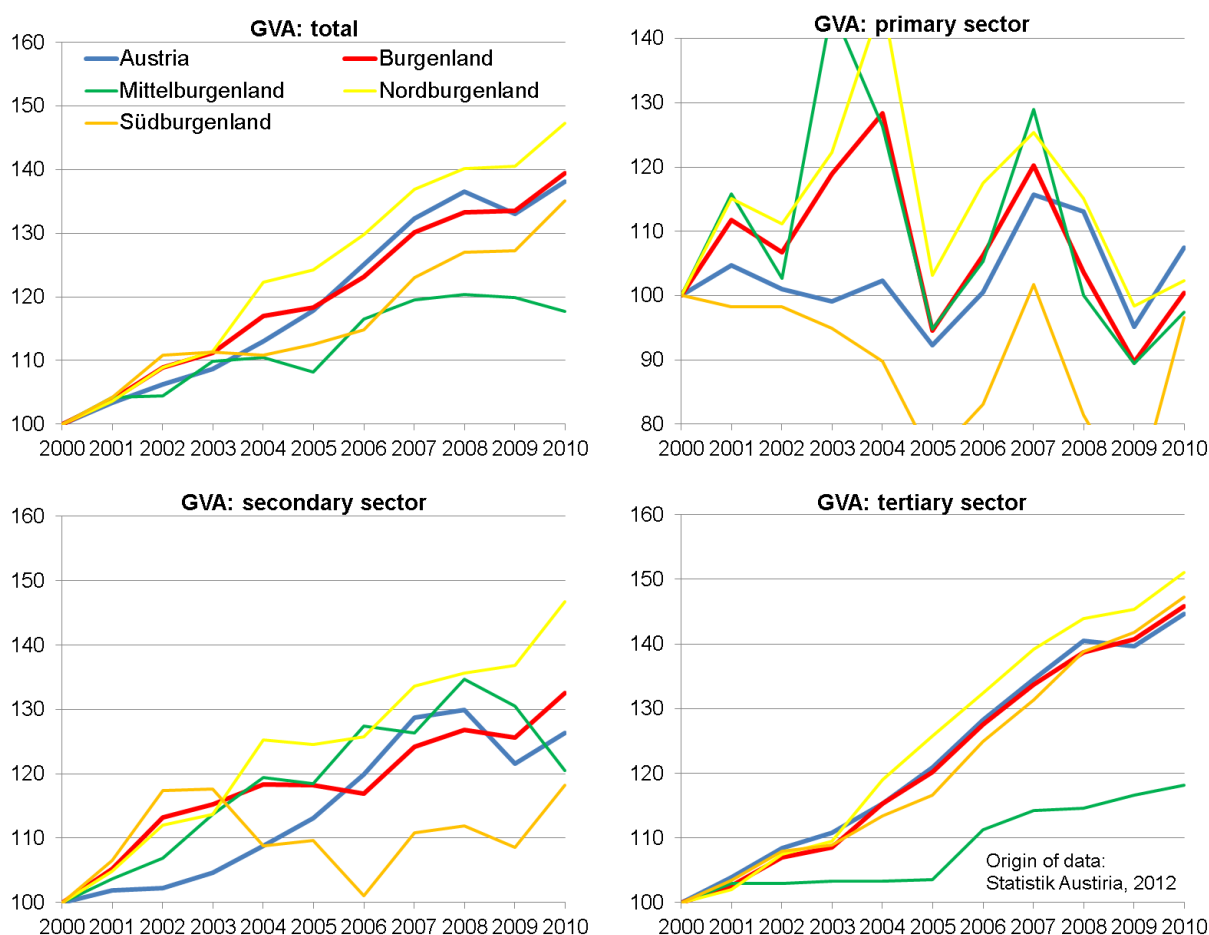 GVA: total
160
150
140
130
120
110
100
2000 2001 2002 2003 2004 2005 2006 2007 2008 2009 2010
Austria
Burgenland
Mittelburgenland
Nordburgenland
Südburgenland
GVA: primary sector
140
130
120
110
100
90
80
2000 2001 2002 2003 2004 2005 2006 2007 2008 2009 2010
GVA: secondary sector
160
150
140
130
120
110
100
2000 2001 2002 2003 2004 2005 2006 2007 2008 2009 2010
GVA: tertiary sector
160
150
140
130
120
110
100
2000 2001 2002 2003 2004 2005 2006 2007 2008 2009 2010
Origin of data:
Statistik Austiria, 2012